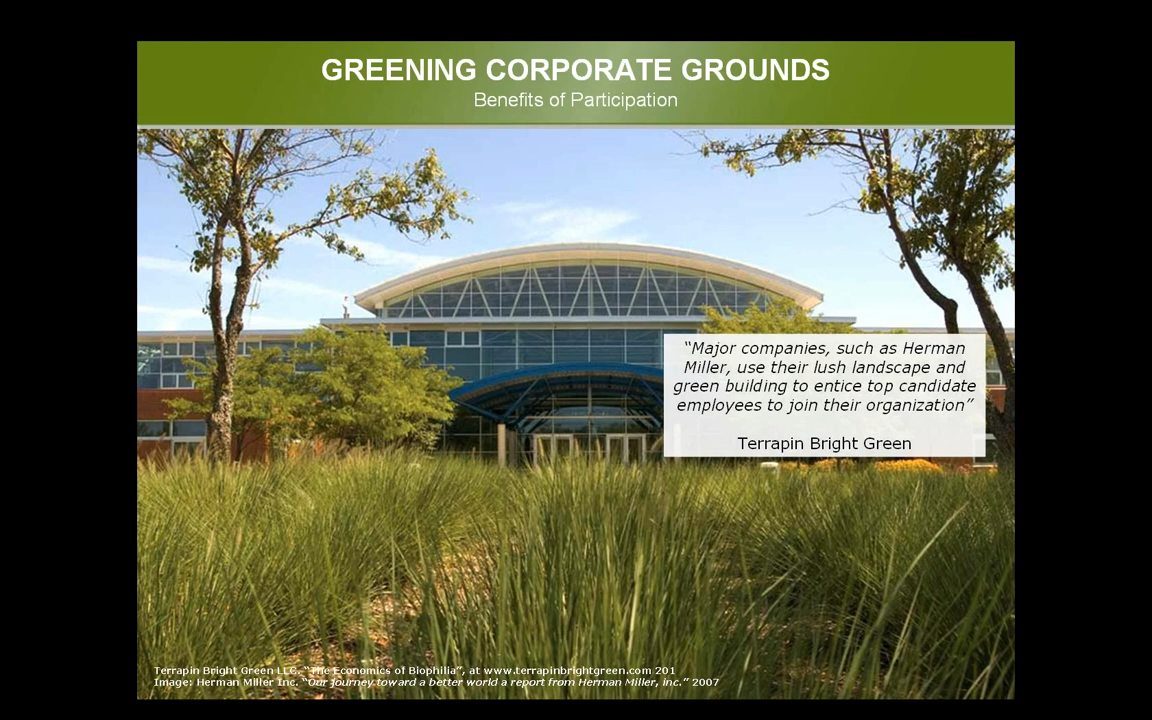 GREENING CORPORATE GROUNDS
Benefits of Participation
“Major companies, such as Herman
Miller, use their lush landscape and
green building to entice top candidate
employees to join their organization”
Terrapin Bright Green
Terrapin Bright Green LLC. “The Economics of Biophilia”, at www.terrapinbrightgreen.com 201
Image: Herman Miller Inc. “Our journey toward a better world a report from Herman Miller, inc.” 2007